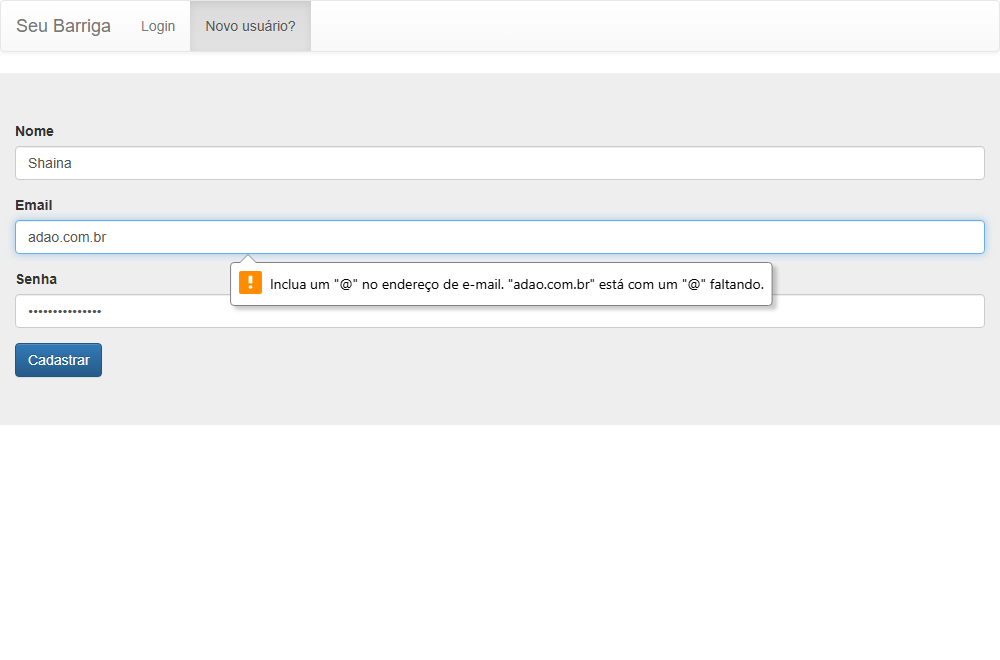 Seu Barriga Login Novo usuário?
Nome
Shaina
Email
adao.com.br
Inclua um "@" no endereço de e-mail. "adao.com.br" está com um "@" faltando.
Senha
•••••••••••••••
Cadastrar